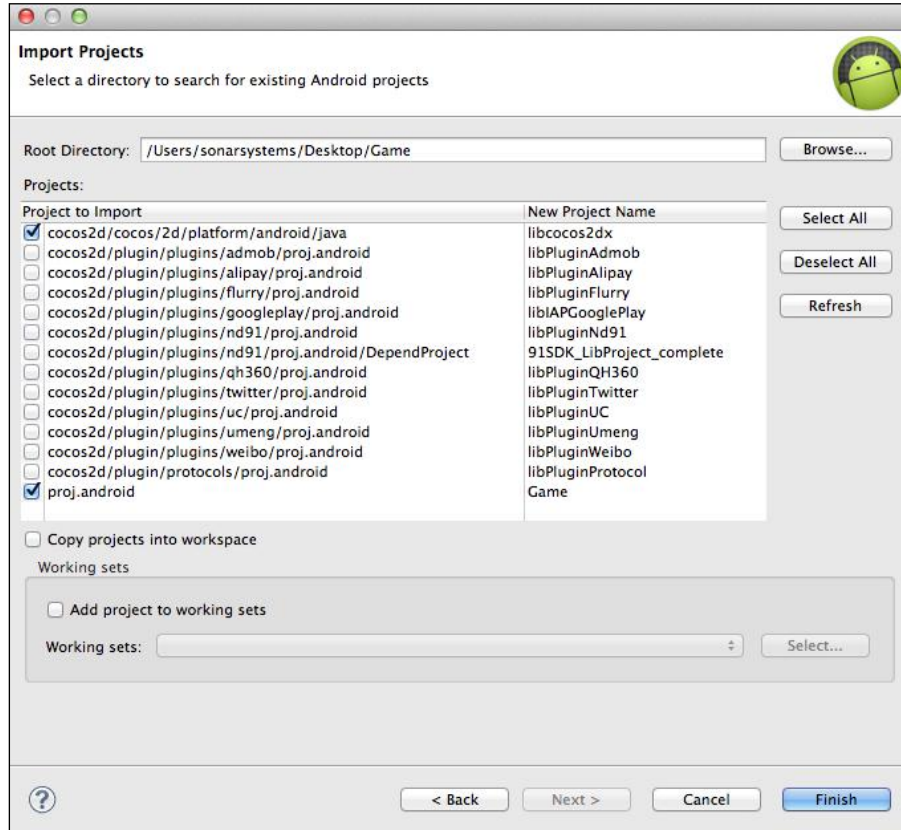 Import Projects
Select a directory to search for existing Android projects
Root Directory: /Users/sonarsystems/Desktop/Game Browse...
Projects:
Project to Import New Project Name
cocos2d/cocos/2d/platform/android/java libcocos2dx
cocos2d/plugin/plugins/admob/proj.android libPluginAdmob
cocos2d/plugin/plugins/alipay/proj.android libPluginAlipay
cocos2d/plugin/plugins/flurry/proj.android libPluginFlurry
cocos2d/plugin/plugins/googleplay/proj.android libIAPGooglePlay
cocos2d/plugin/plugins/nd91/proj.android libPluginNd91
cocos2d/plugin/plugins/nd91/proj.android/DependProject 91SDK_LibProject_complete
cocos2d/plugin/plugins/qh360/proj.android libPluginQH360
cocos2d/plugin/plugins/twitter/proj.android libPluginTwitter
cocos2d/plugin/plugins/uc/proj.android libPluginUC
cocos2d/plugin/plugins/umeng/proj.android libPluginUmeng
cocos2d/plugin/plugins/weibo/proj.android libPluginWeibo
cocos2d/plugin/protocols/proj.android libPluginProtocol
proj.android Game
Select All
Deselect All
Refresh
Copy projects into workspace
Working sets
Add project to working sets
Working sets: Select...
? < Back Next > Cancel Finish